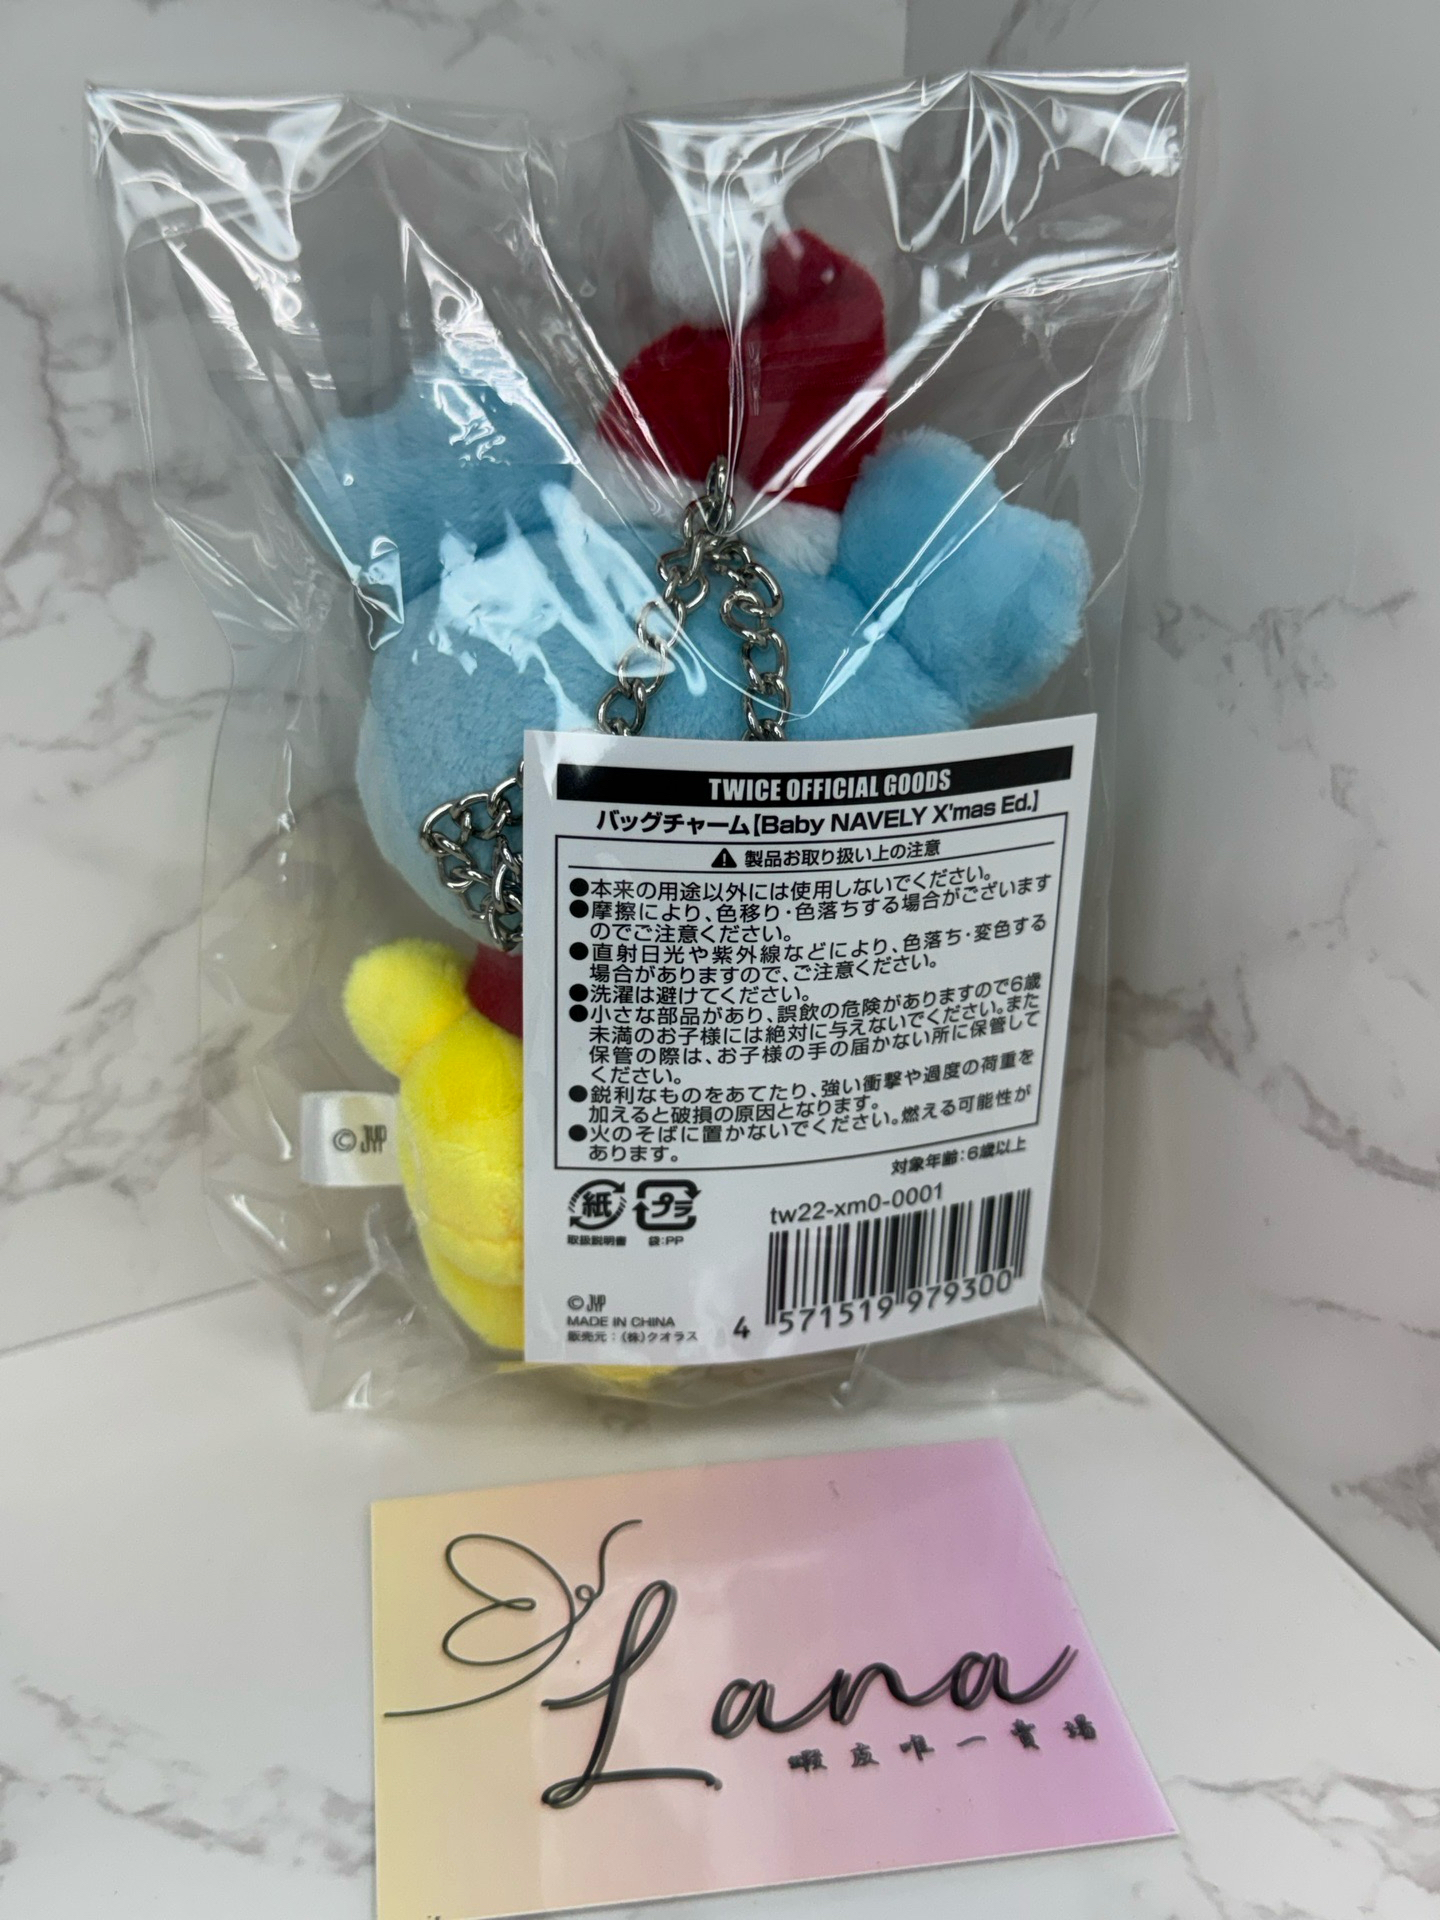 TWICE OFFICIAL GOODS
バッグチャーム【Baby NAVELY X'mas Ed.】
製品お取り扱い上の注意
●本来の用途以外には使用しないでください。
●摩擦により、色移り・色落ちする場合がございます
のでご注意ください。
●直射日光や紫外線などにより、色落ち・変色する
場合がありますので、ご注意ください。
●洗濯は避けてください。
●小さな部品があり、誤飲の危険がありますので6歳
未満のお子様には絶対に与えないでください。また
保管の際は、お子様の手の届かない所に保管して
ください。
●鋭利なものをあてたり、強い衝撃や過度の荷重を
加えると破損の原因となります。
●火のそばに置かないでください。燃える可能性が
あります。
対象年齢:6歳以上
紙
プラ
取扱説明書
袋:PP
tw22-xm0-0001
4 571519 979300
© JYP
MADE IN CHINA
販売元:(株)クオラス
© JYP
Lana
蝦皮唯一賣場